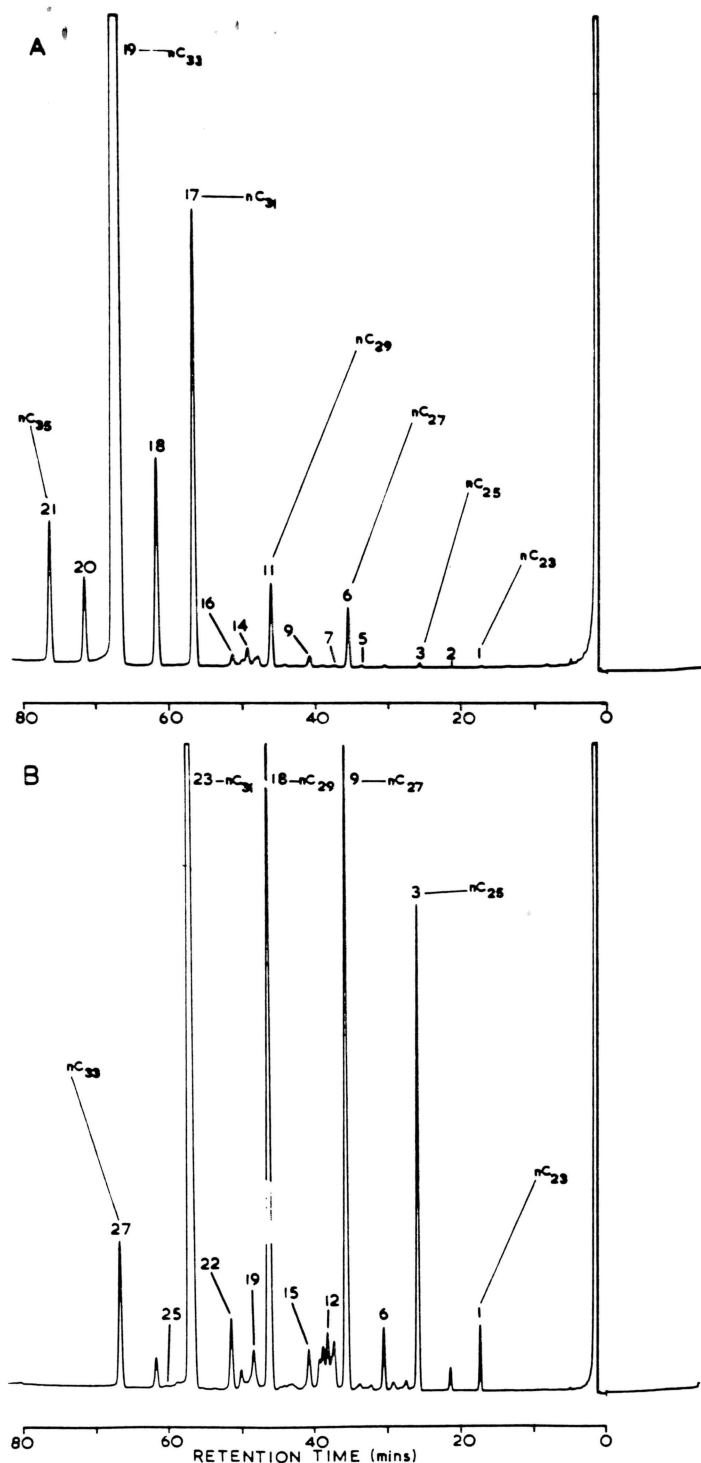 A
19 nC33
17 nC31
nC29
nC27
nC35
18
nC25
21
nC23
20
11
6
16
14
9
7
5
3
2
1
80
60
40
20
0
B
23-nC31
18-nC29
9-nC27
3 nC25
nC33
nC23
27
22
19
15
12
25
6
1
80
60
40
20
0
RETENTION TIME (mins)